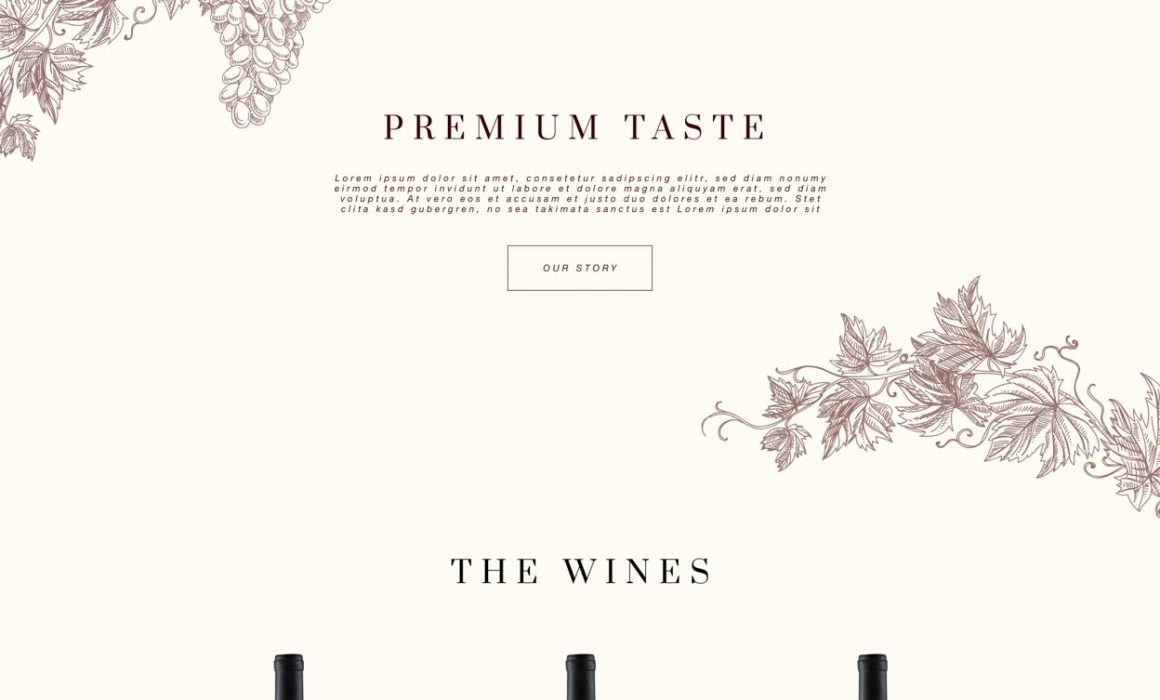 PREMIUM TASTE
Lorem ipsum dolor sit amet, consetetur sadipscing elitr, sed diam nonumy
eirmod tempor invidunt ut labore et dolore magna aliquyam erat, sed diam
voluptua. At vero eos et accusam et justo duo dolores et ea rebum. Stet
clita kasd gubergren, no sea takimata sanctus est Lorem ipsum dolor sit
OUR STORY
THE WINES